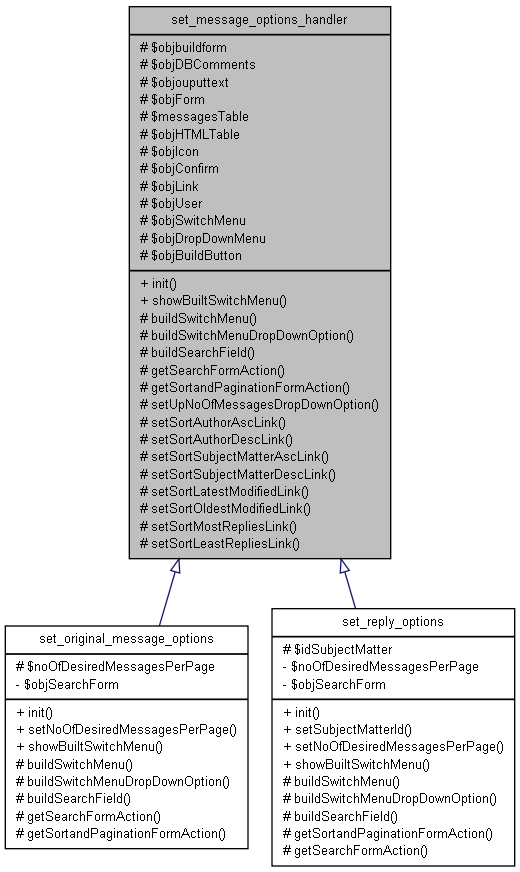 set_message_options_handler
# $objbuildform
# $objDBComments
# $objouputtext
# $objForm
# $messagesTable
# $objHTMLTable
# $objIcon
# $objConfirm
# $objLink
# $objUser
# $objSwitchMenu
# $objDropDownMenu
# $objBuildButton
+ init()
+ showBuiltSwitchMenu()
# buildSwitchMenu()
# buildSwitchMenuDropDownOption()
# buildSearchField()
# getSearchFormAction()
# getSortandPaginationFormAction()
# setUpNoOfMessagesDropDownOption()
# setSortAuthorAscLink()
# setSortAuthorDescLink()
# setSortSubjectMatterAscLink()
# setSortSubjectMatterDescLink()
# setSortLatestModifiedLink()
# setSortOldestModifiedLink()
# setSortMostRepliesLink()
# setSortLeastRepliesLink()
set_original_message_options
# $noOfDesiredMessagesPerPage
- $objSearchForm
+ init()
+ setNoOfDesiredMessagesPerPage()
+ showBuiltSwitchMenu()
# buildSwitchMenu()
# buildSwitchMenuDropDownOption()
# buildSearchField()
# getSearchFormAction()
# getSortandPaginationFormAction()
set_reply_options
# $idSubjectMatter
- $noOfDesiredMessagesPerPage
- $objSearchForm
+ init()
+ setSubjectMatterId()
+ setNoOfDesiredMessagesPerPage()
+ showBuiltSwitchMenu()
# buildSwitchMenu()
# buildSwitchMenuDropDownOption()
# buildSearchField()
# getSortandPaginationFormAction()
# getSearchFormAction()